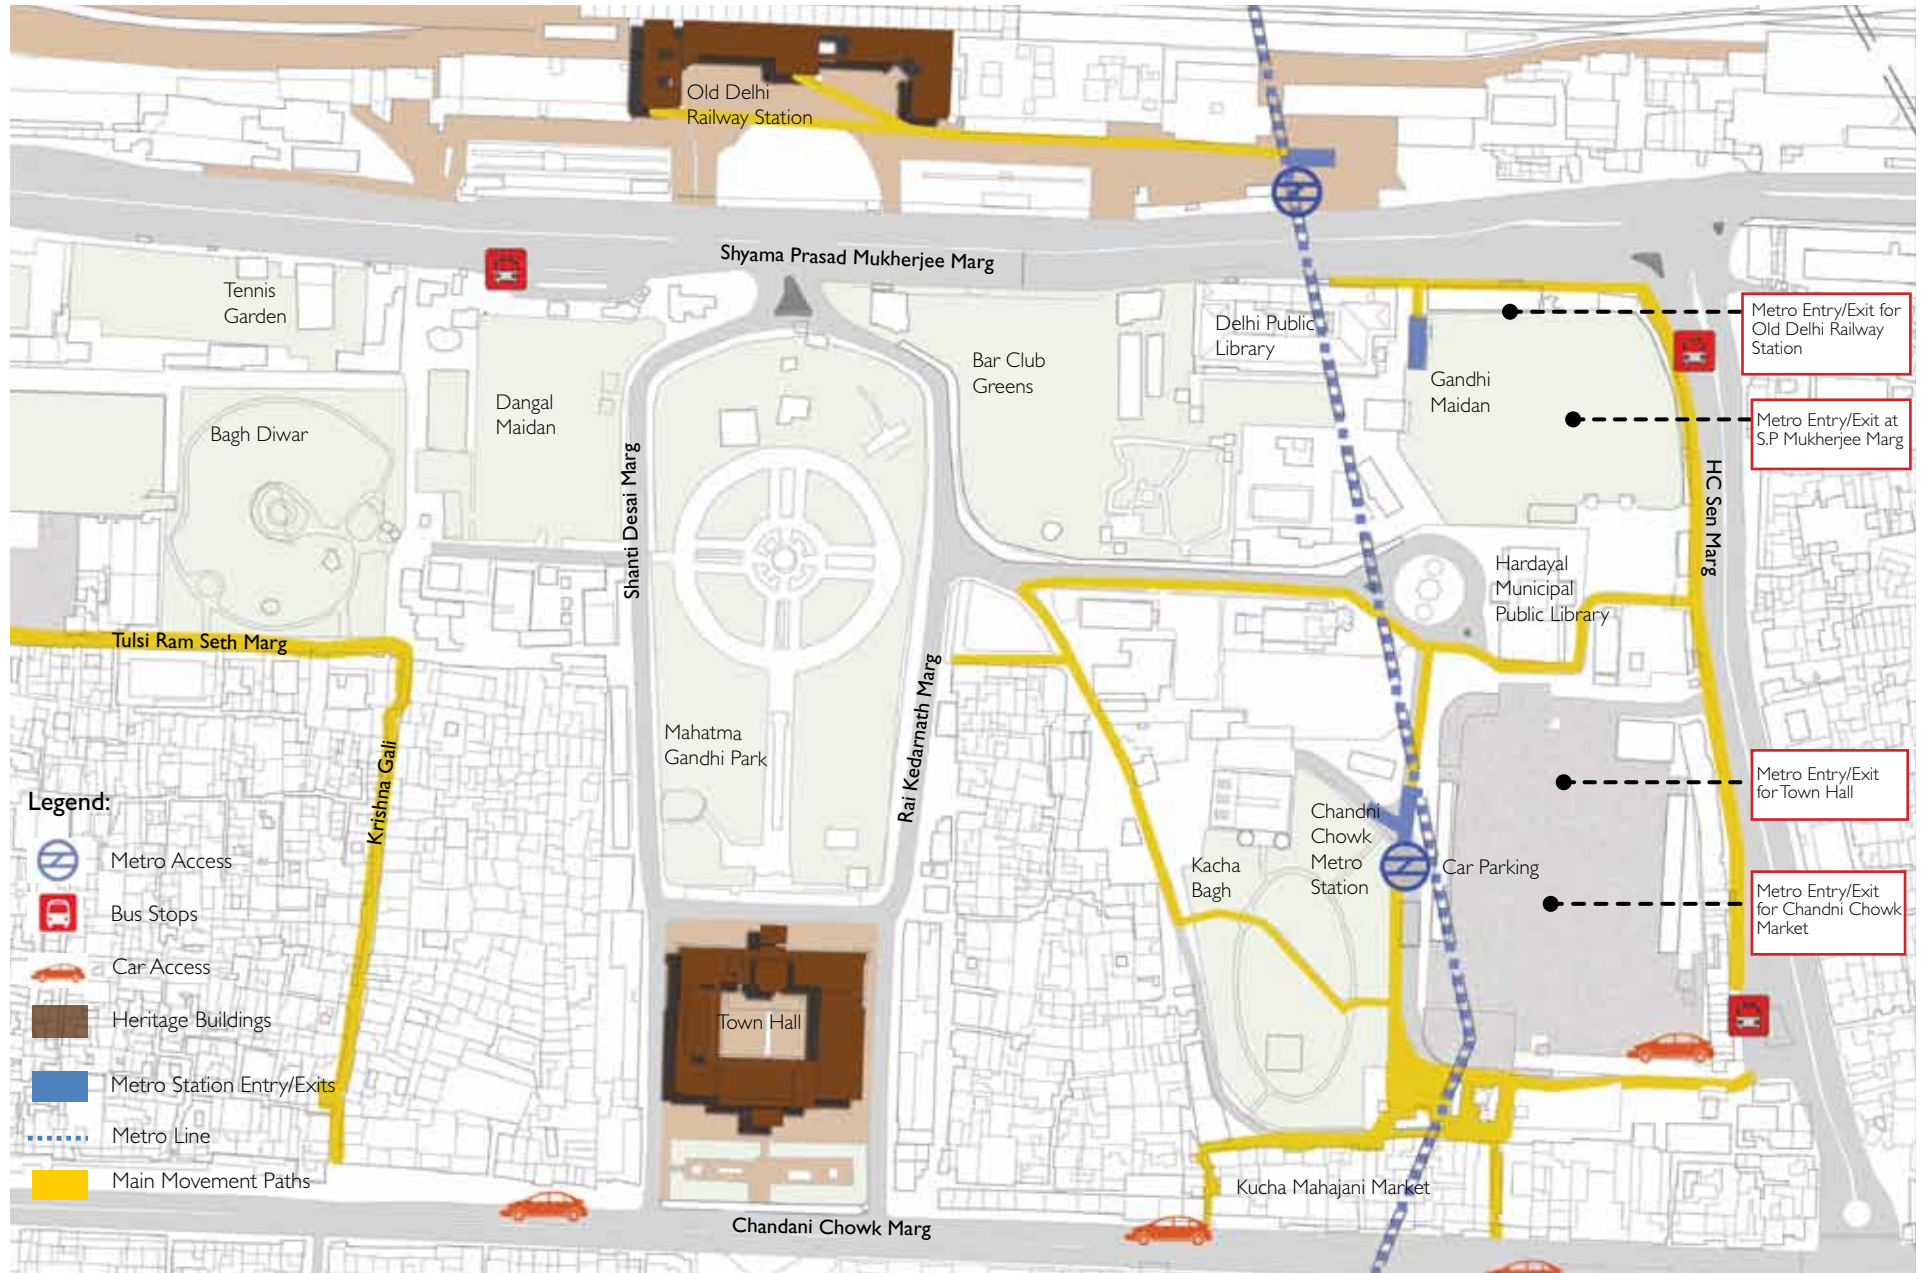 Old Delhi
Railway Station
Shyama Prasad Mukherjee Marg
Tennis
Garden
Delhi Public
Library
Metro Entry/Exit for
Old Delhi Railway
Station
Bar Club
Greens
Gandhi
Maidan
Dangal
Maidan
Metro Entry/Exit at
S.P Mukherjee Marg
Bagh Diwar
Shanti Desai Marg
HC Sen Marg
Hardayal
Municipal
Public Library
Tulsi Ram Seth Marg
Rai Kedarnath Marg
Mahatma
Gandhi Park
Krishna Gali
Metro Entry/Exit
for Town Hall
Chandni
Chowk
Metro
Station
Car Parking
Kacha
Bagh
Metro Entry/Exit
for Chandni Chowk
Market
Legend:
Metro Access
Bus Stops
Car Access
Heritage Buildings
Metro Station Entry/Exits
Metro Line
Main Movement Paths
Town Hall
Kucha Mahajani Market
Chandani Chowk Marg